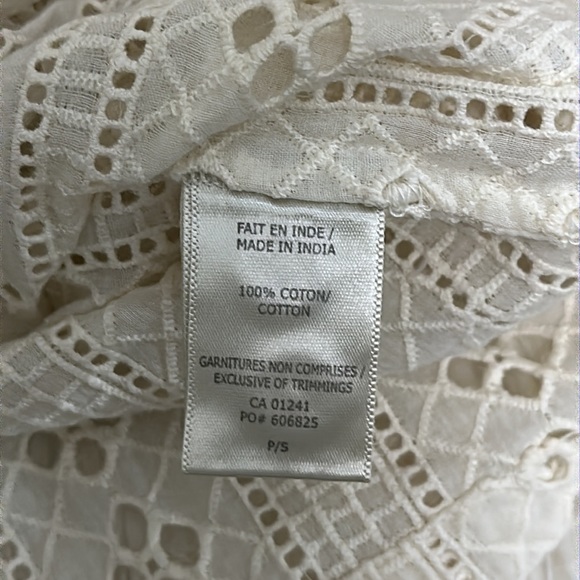 FAIT EN INDE /
MADE IN INDIA
100% COTON/
COTTON
GARNITURES NON COMPRISES /
EXCLUSIVE OF TRIMMINGS
CA 01241
PO# 606825
P/S